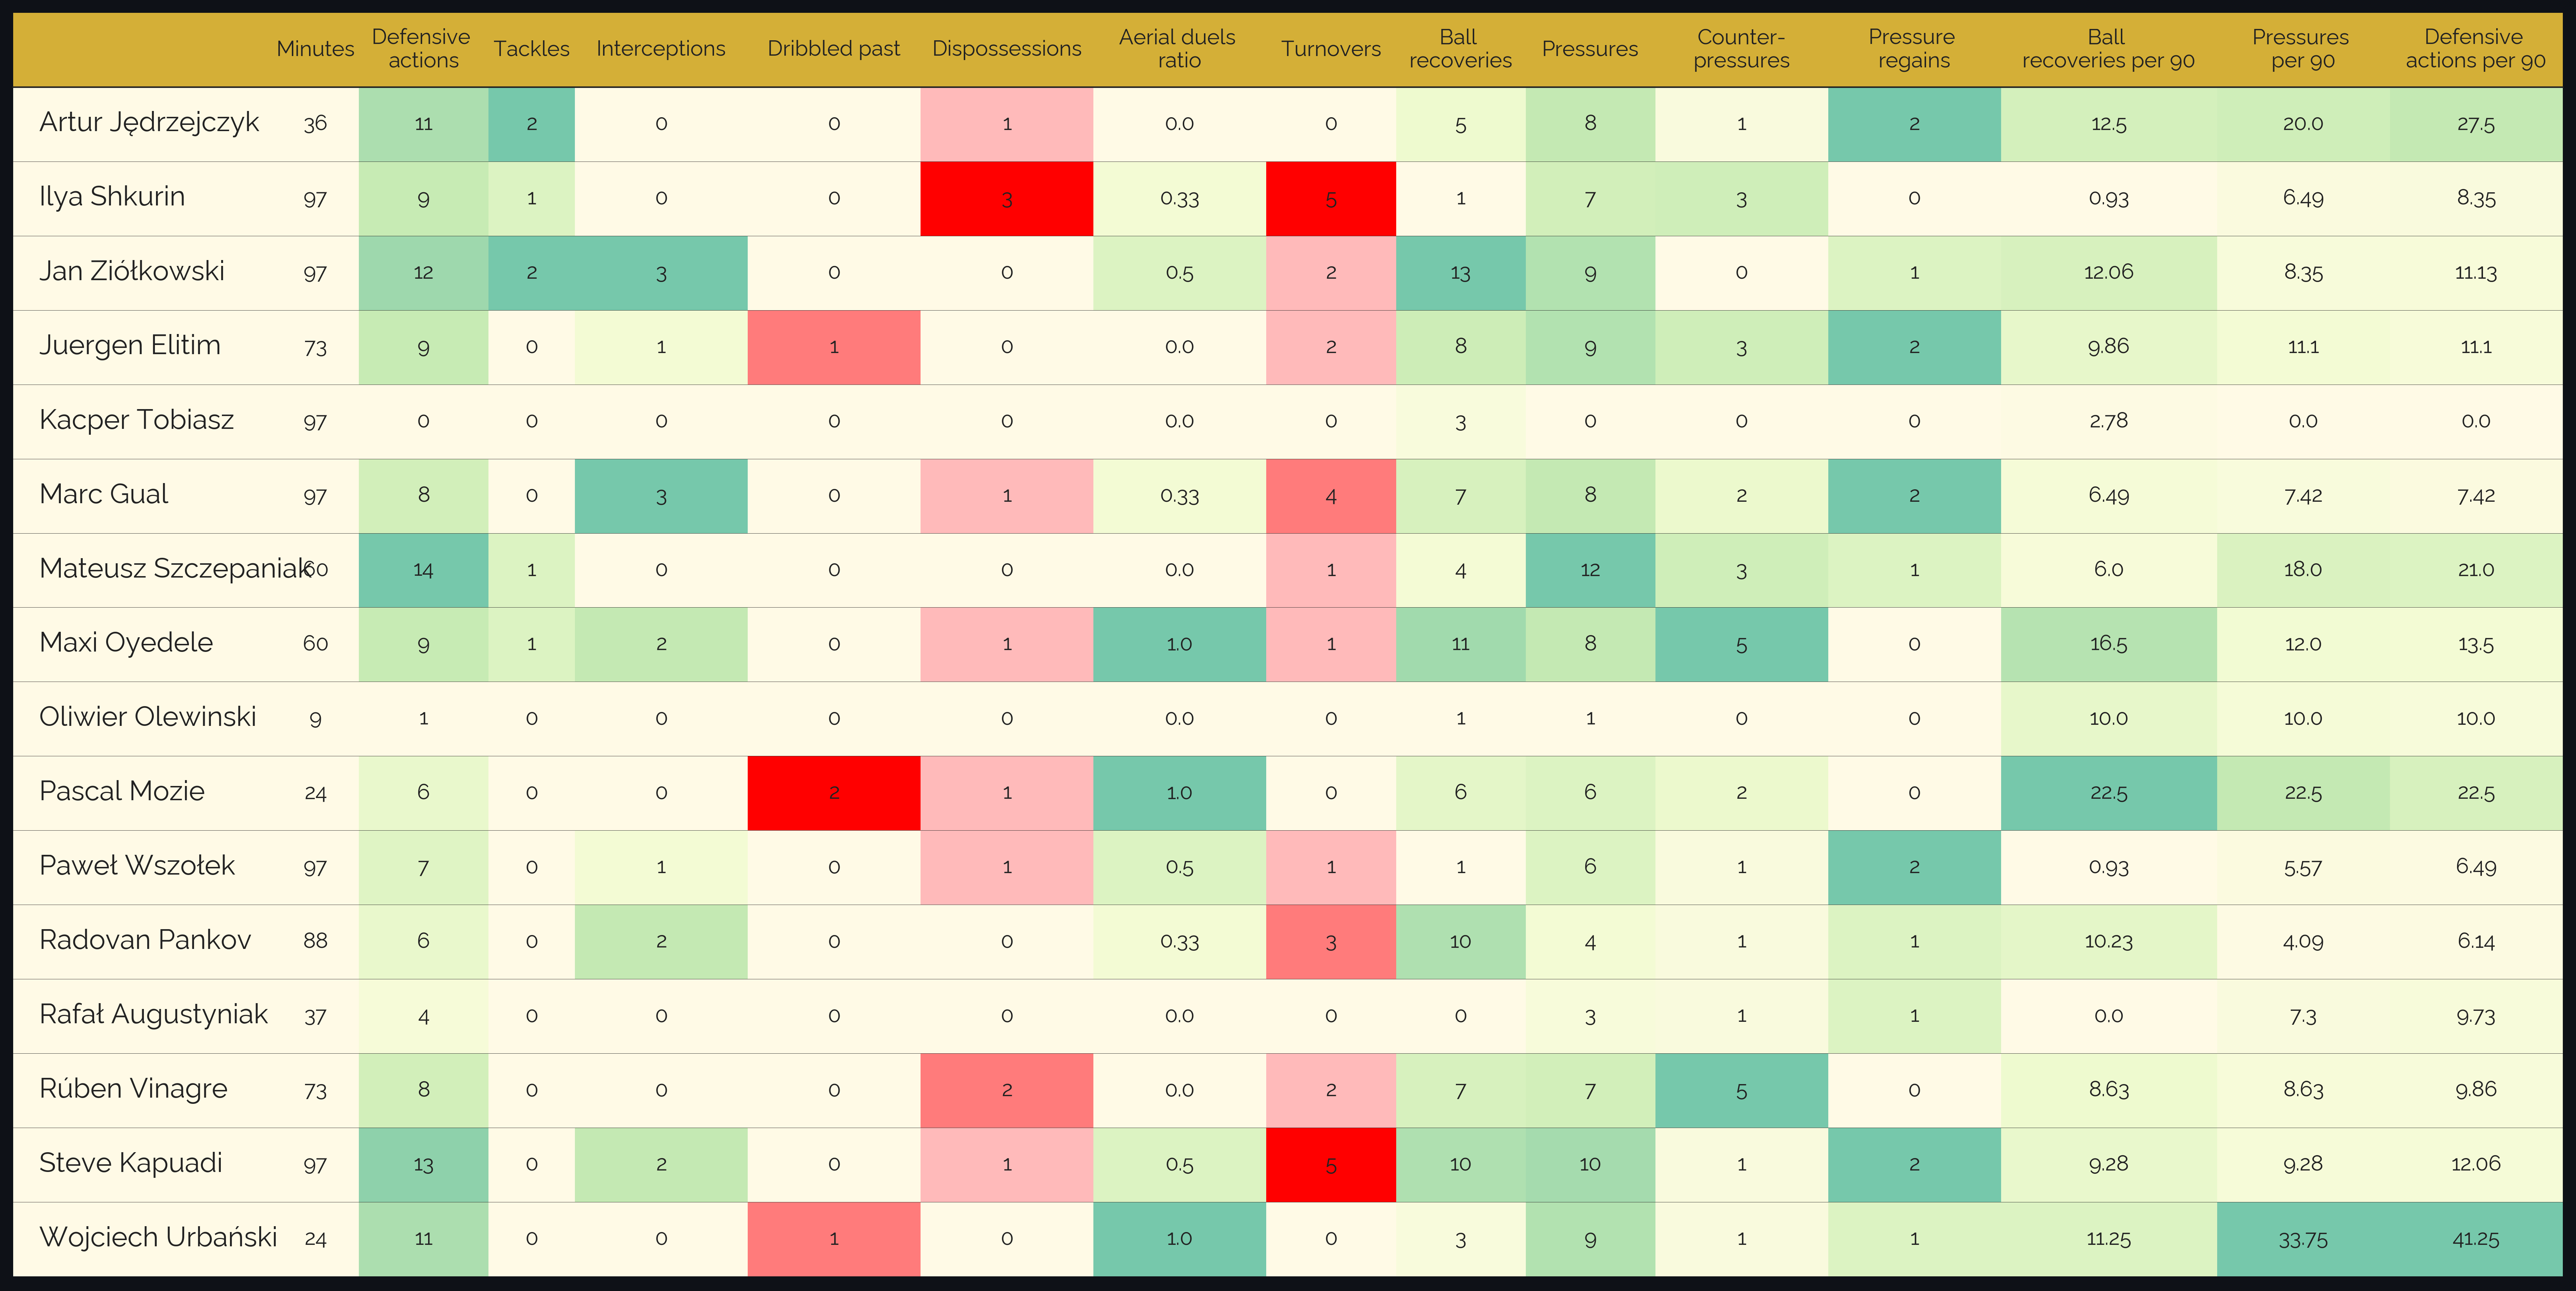 Minutes Defensive actions Tackles Interceptions Dribbled past Dispossessions Aerial duels ratio Turnovers Ball recoveries Pressures Counter-pressures Pressure regains Ball recoveries per 90 Pressures per 90 Defensive actions per 90
Artur Jędrzejczyk 36 11 2 0 0 1 0.0 0 5 8 1 2 12.5 20.0 27.5
Ilya Shkurin 97 9 1 0 0 3 0.33 5 1 7 3 0 0.93 6.49 8.35
Jan Ziółkowski 97 12 2 3 0 0 0.5 2 13 9 0 1 12.06 8.35 11.13
Juergen Elitim 73 9 0 1 1 0 0.0 2 8 9 3 2 9.86 11.1 11.1
Kacper Tobiasz 97 0 0 0 0 0 0.0 0 3 0 0 0 2.78 0.0 0.0
Marc Gual 97 8 0 3 0 1 0.33 4 7 8 2 2 6.49 7.42 7.42
Mateusz Szczepaniak 60 14 1 0 0 0 0.0 1 4 12 3 1 6.0 18.0 21.0
Maxi Oyedele 60 9 1 2 0 1 1.0 1 11 8 5 0 16.5 12.0 13.5
Oliwier Olewinski 9 1 0 0 0 0 0.0 0 1 1 0 0 10.0 10.0 10.0
Pascal Mozie 24 6 0 0 2 1 1.0 0 6 6 2 0 22.5 22.5 22.5
Paweł Wszołek 97 7 0 1 0 1 0.5 1 1 6 1 2 0.93 5.57 6.49
Radovan Pankov 88 6 0 2 0 0 0.33 3 10 4 1 1 10.23 4.09 6.14
Rafał Augustyniak 37 4 0 0 0 0 0.0 0 0 3 1 1 0.0 7.3 9.73
Rúben Vinagre 73 8 0 0 0 2 0.0 2 7 7 5 0 8.63 8.63 9.86
Steve Kapuadi 97 13 0 2 0 1 0.5 5 10 10 1 2 9.28 9.28 12.06
Wojciech Urbański 24 11 0 0 1 0 1.0 0 3 9 1 1 11.25 33.75 41.25